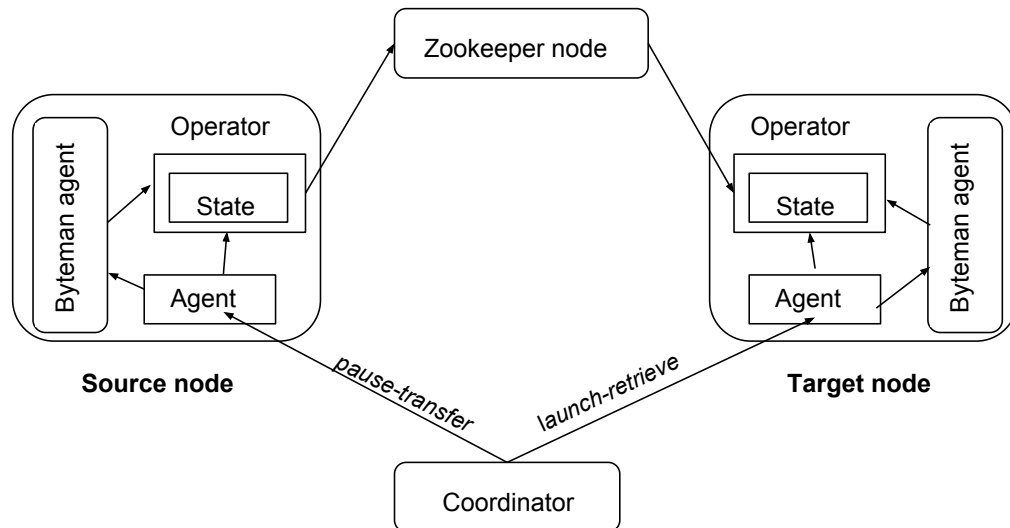 Zookeeper node
Operator
Byteman agent
State
Agent
Source node
Operator
State
Byteman agent
Agent
Target node
pause-transfer
launch-retrieve
Coordinator